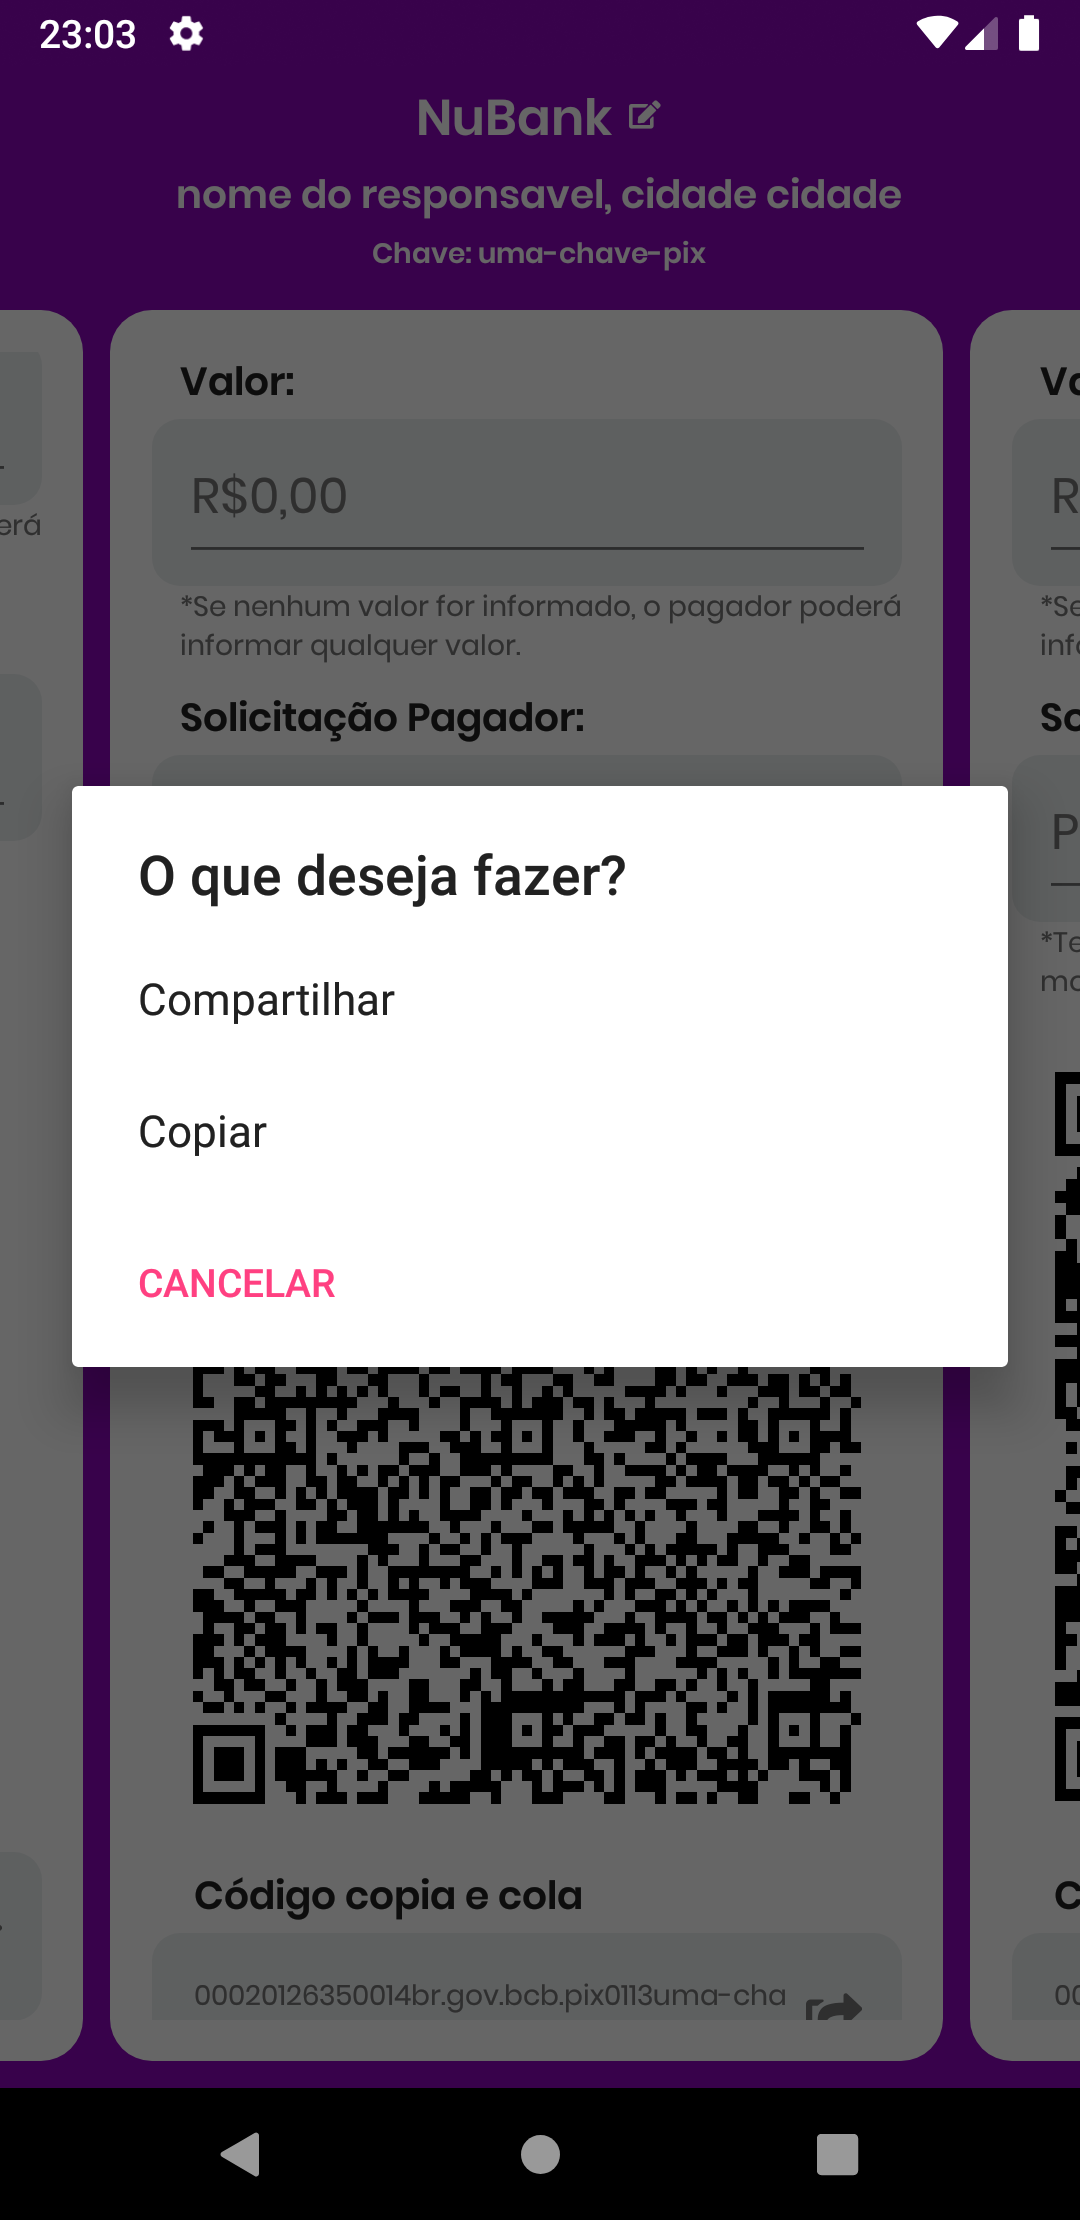 23:03
NuBank
nome do responsavel, cidade cidade
Chave: uma-chave-pix
Valor:
R$0,00
*Se nenhum valor for informado, o pagador poderá
informar qualquer valor.
Solicitação Pagador:
O que deseja fazer?
Compartilhar
Copiar
CANCELAR
Código copia e cola
00020126350014br.gov.bcb.pix0113uma-cha